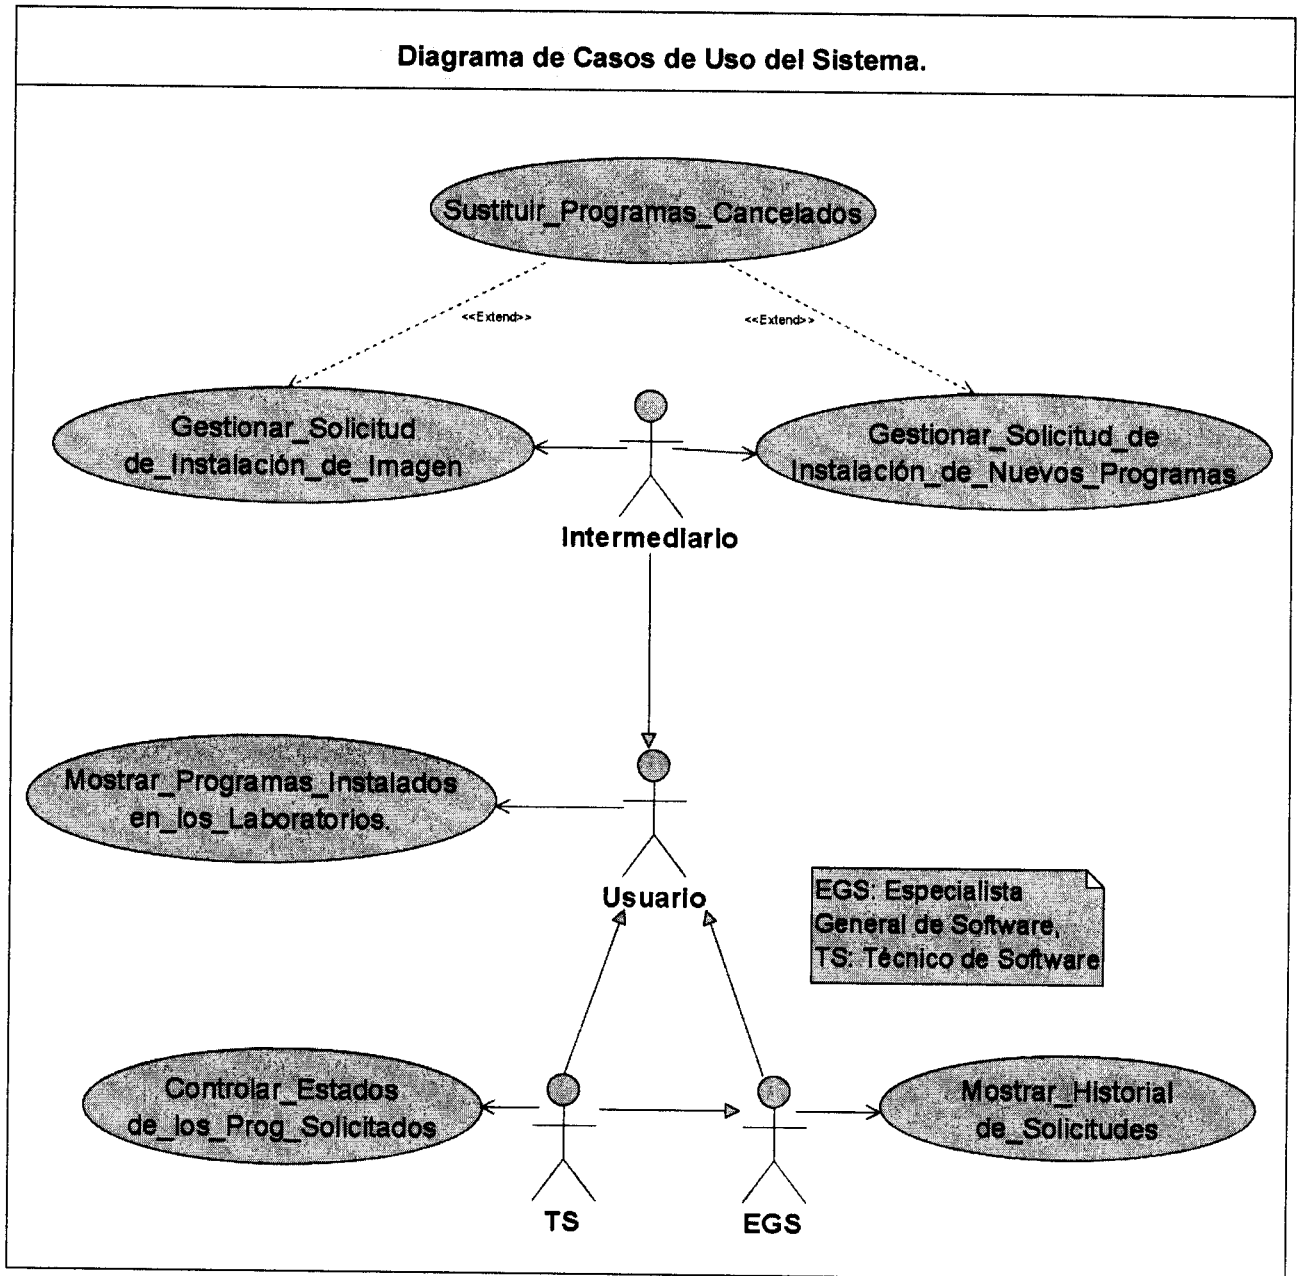 Diagrama de Casos de Uso del Sistema.
Sustituir_Programas_Cancelados
<<Extend>>
<<Extend>>
Gestionar_Solicitud
de_Instalación_de_Imagen
Gestionar_Solicitud_de
Instalación_de_Nuevos_Programas
Intermediario
Mostrar_Programas_Instalados
en_los_Laboratorios.
Usuario
EGS: Especialista
General de Software,
TS: Técnico de Software
Controlar_Estados
de_los_Prog_Solicitados
Mostrar_Historial
de_Solicitudes
TS
EGS